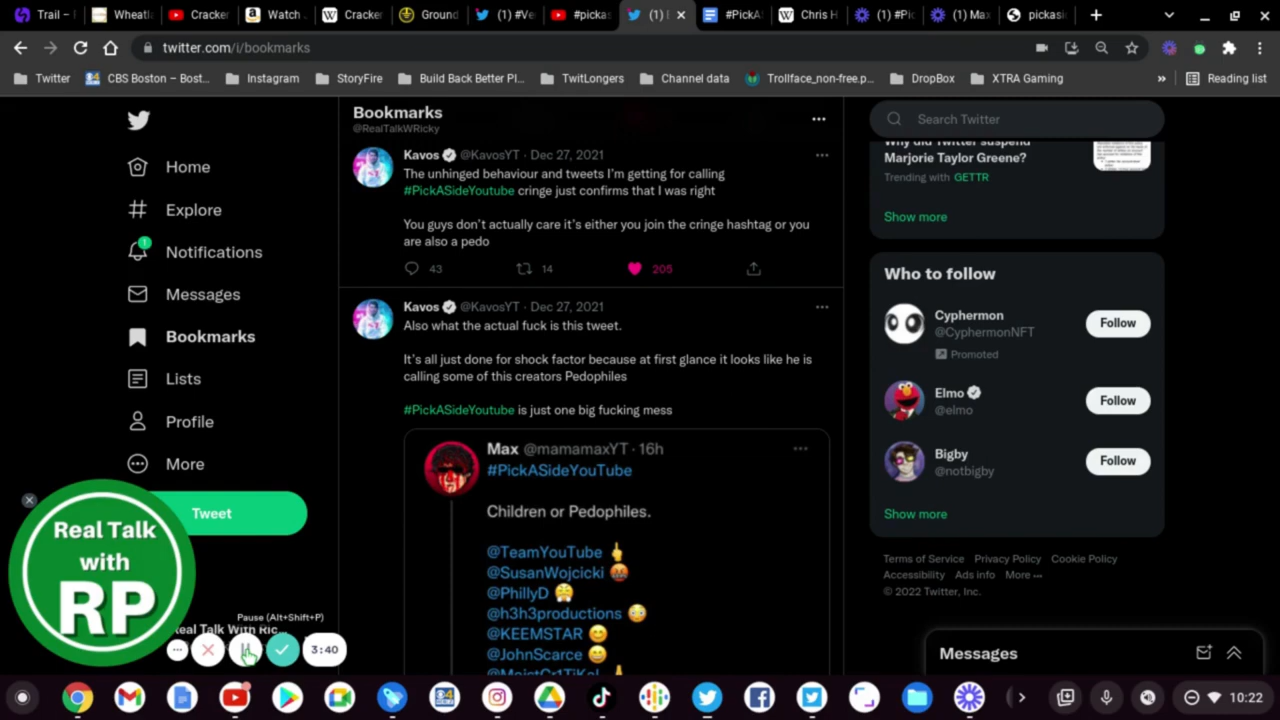 Trail –
Wheatl
Cracker
Watch .
Cracker
Ground
(1) #Ve
#pickas
(1) E
#PickA
Chris H
(1) #Pic
(1) Max
pickasi
twitter.com/i/bookmarks
Twitter
CBS Boston – Bost...
Instagram
StoryFire
Build Back Better Pl...
TwitLongers
Channel data
Trollface_non-free.p...
DropBox
XTRA Gaming
»
Reading list
Home
Explore
1
Notifications
Messages
Bookmarks
Lists
Profile
More
Tweet
Real Talk
with
RP
Pause (Alt+Shift+P)
Real Talk With Ric...
3:40
Bookmarks
@RealTalkWRicky
Kavos @KavosYT · Dec 27, 2021
The unhinged behaviour and tweets I'm getting for calling
#PickASideYoutube cringe just confirms that I was right
You guys don't actually care it's either you join the cringe hashtag or you
are also a pedo
43 14 205
Kavos @KavosYT · Dec 27, 2021
Also what the actual fuck is this tweet.
It's all just done for shock factor because at first glance it looks like he is
calling some of this creators Pedophiles
#PickASideYoutube is just one big fucking mess
Max @mamamaxYT · 16h
#PickASideYouTube
Children or Pedophiles.
@TeamYouTube 🖕
@SusanWojcicki 🤬
@PhillyD 😤
@h3h3productions 😳
@KEEMSTAR 😊
@JohnScarce 😊
Search Twitter
Why did Twitter suspend
Marjorie Taylor Greene?
Trending with GETTR
Show more
Who to follow
Cyphermon
@CyphermonNFT
Promoted
Follow
Elmo
@elmo
Follow
Bigby
@notbigby
Follow
Show more
Terms of Service Privacy Policy Cookie Policy
Accessibility Ads info More ···
© 2022 Twitter, Inc.
Messages
10:22